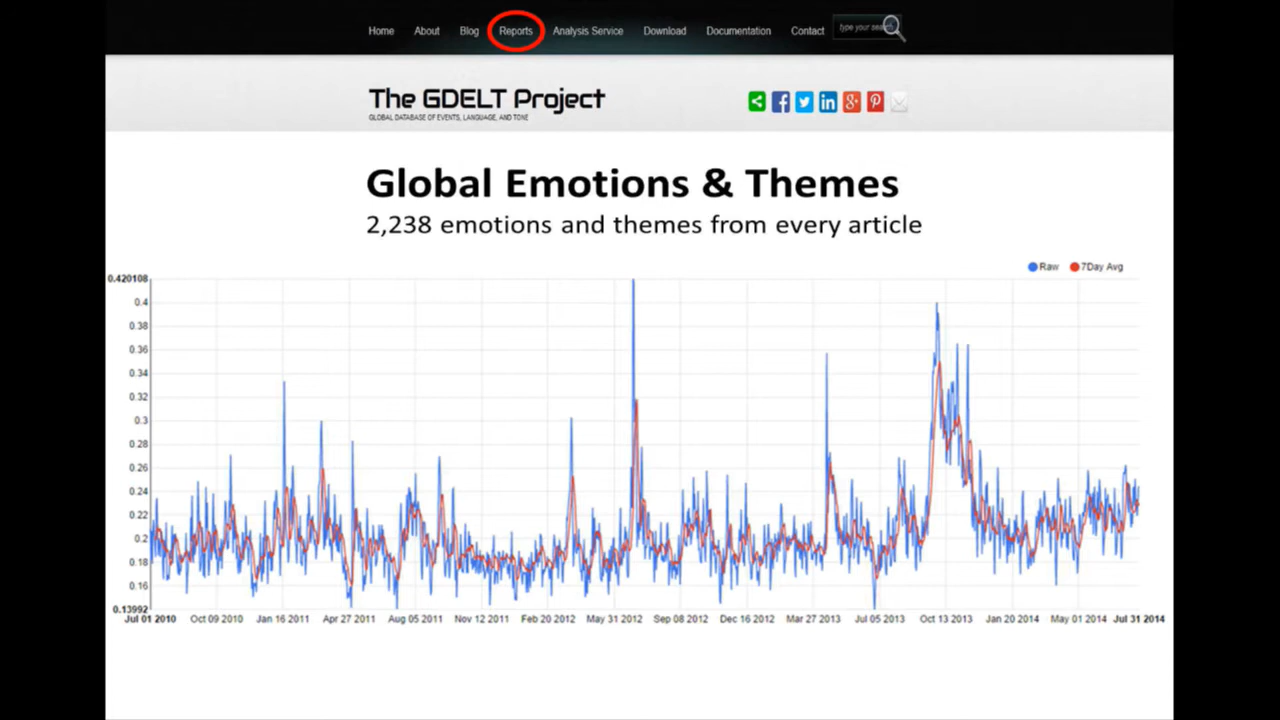 Home About Blog Reports Analysis Service Download Documentation Contact type your sea
The GDELT Project
GLOBAL DATABASE OF EVENTS, LANGUAGE, AND TONE
Global Emotions & Themes
2,238 emotions and themes from every article
Raw 7Day Avg
0.420108
0.4
0.38
0.36
0.34
0.32
0.3
0.28
0.26
0.24
0.22
0.2
0.18
0.16
0.13992
Jul 01 2010 Oct 09 2010 Jan 16 2011 Apr 27 2011 Aug 05 2011 Nov 12 2011 Feb 20 2012 May 31 2012 Sep 08 2012 Dec 16 2012 Mar 27 2013 Jul 05 2013 Oct 13 2013 Jan 20 2014 May 01 2014 Jul 31 2014